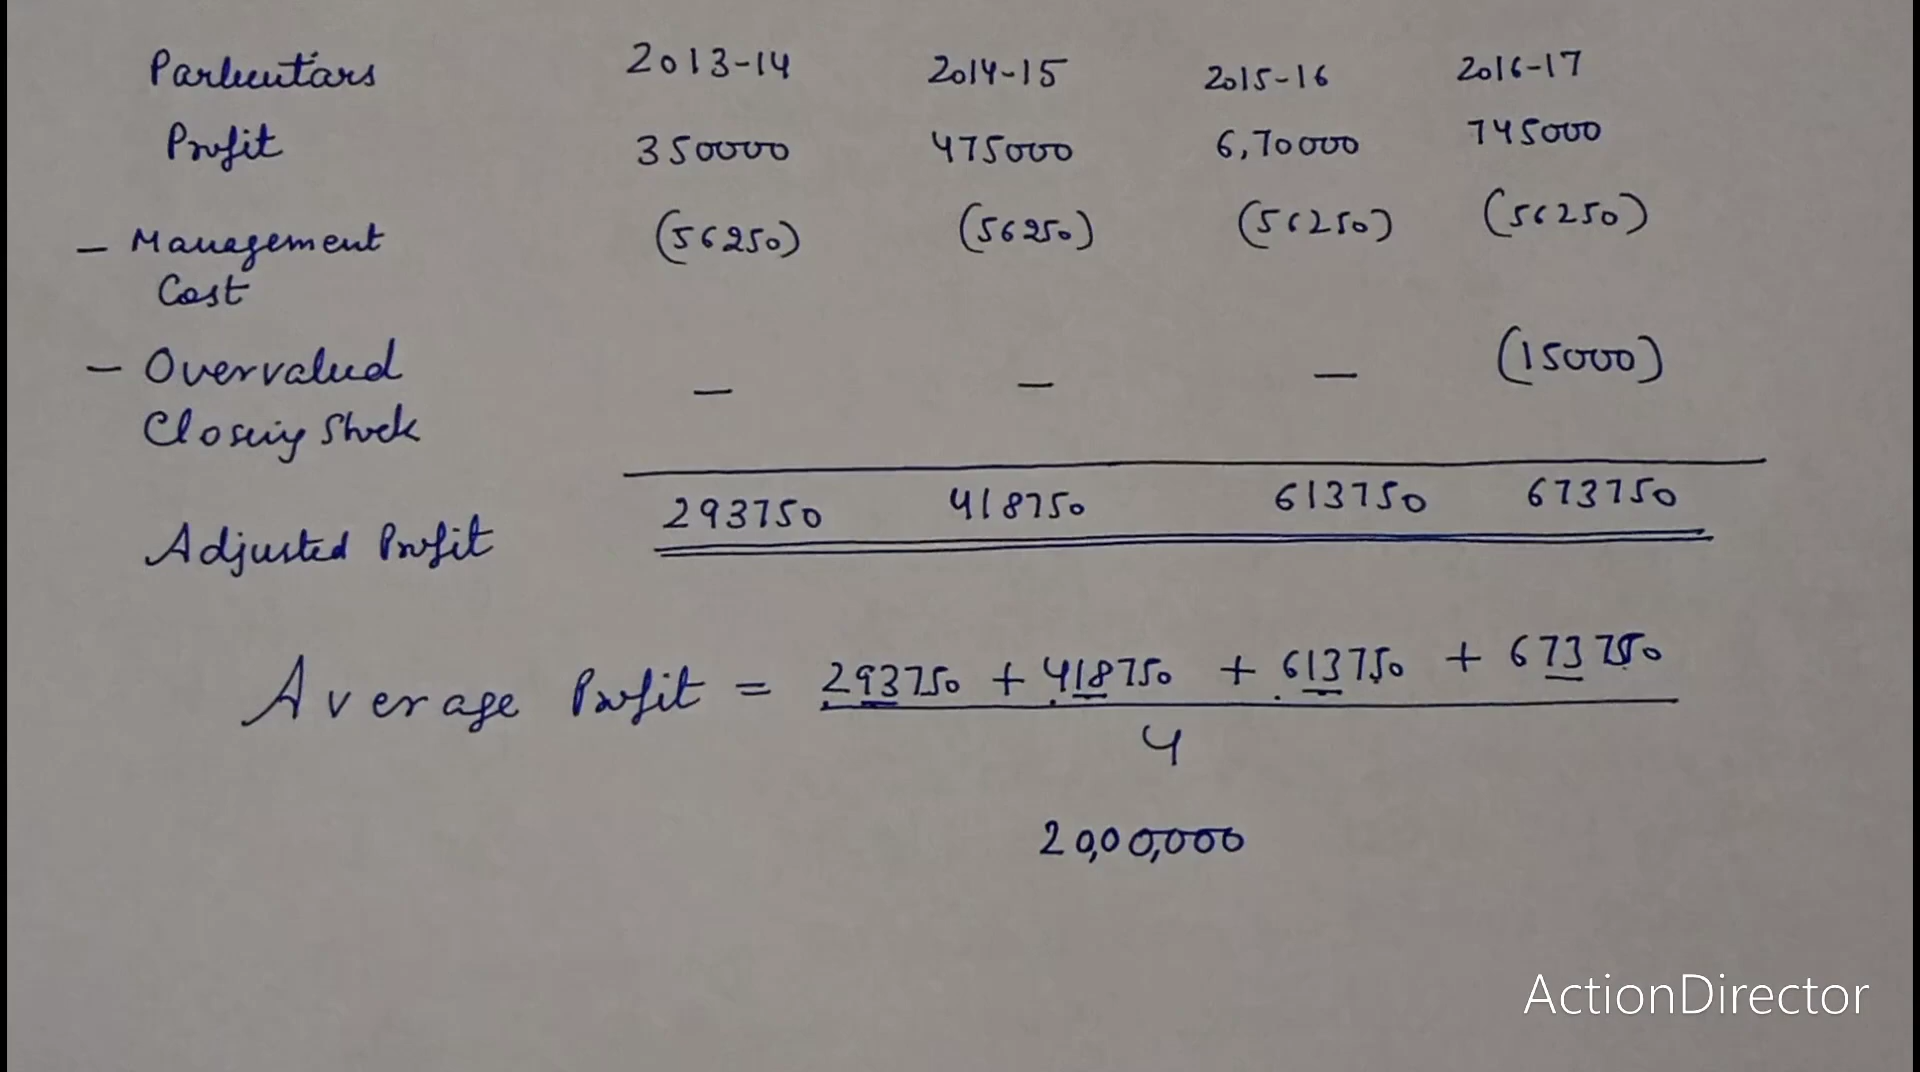 Particulars 2013-14 2014-15 2015-16 2016-17
Profit 350000 475000 6,70000 745000
- Management (56250) (56250) (56250) (56250)
Cost
- Overvalued - - - (15000)
Closing Stock
293750 418750 613750 673750
Adjusted Profit
Average Profit = 293750 + 418750 + 613750 + 673750
4
20,00,000
ActionDirector